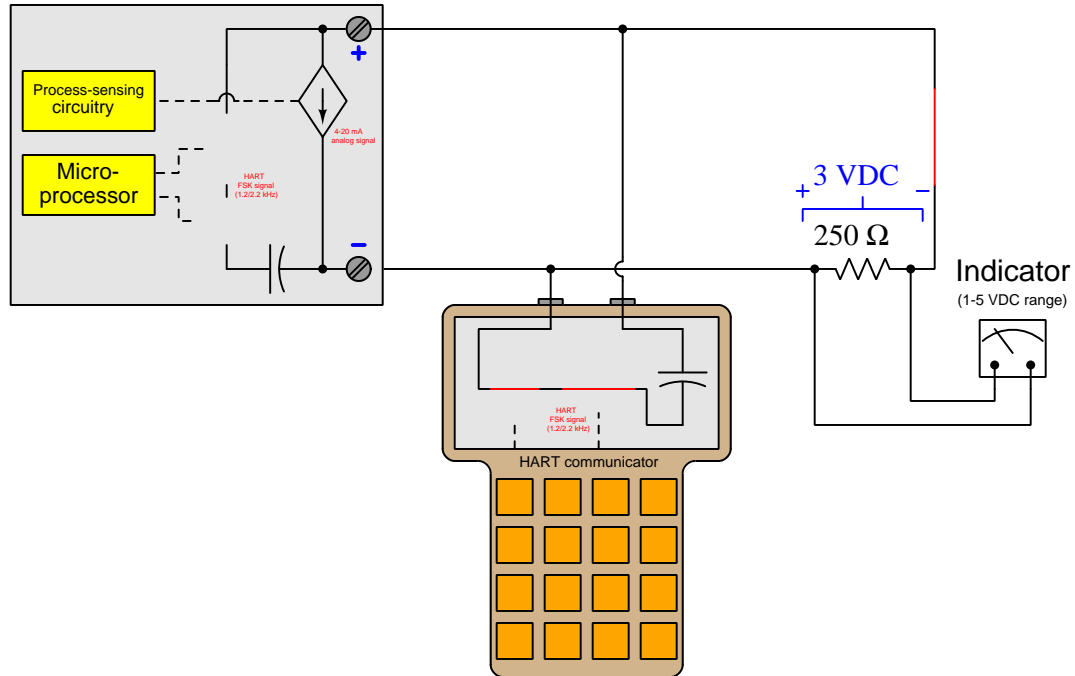 +
Process-sensing
circuitry
4-20 mA
analog signal
Micro-
processor
HART
FSK signal
(1.2/2.2 kHz)
–
+ 3 VDC –
250 Ω
Indicator
(1-5 VDC range)
HART
FSK signal
(1.2/2.2 kHz)
HART communicator